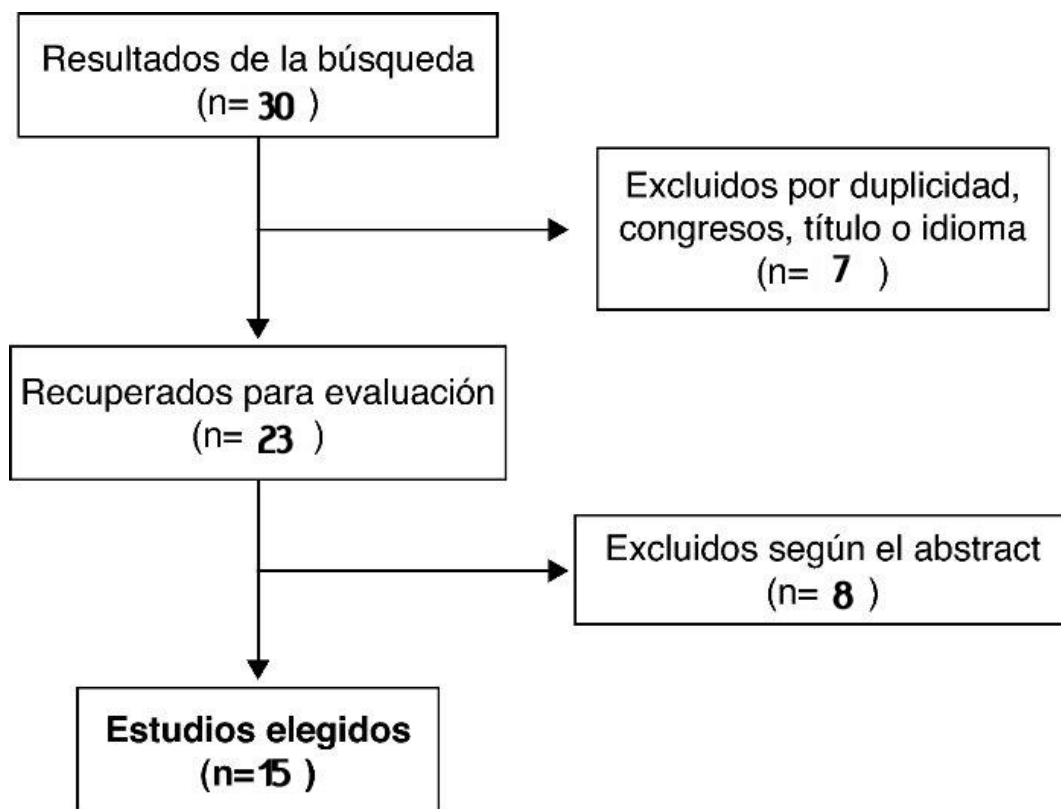 Resultados de la búsqueda
(n= 30 )
Excluidos por duplicidad,
congresos, título o idioma
(n= 7 )
Recuperados para evaluación
(n= 23 )
Excluidos según el abstract
(n= 8 )
Estudios elegidos
(n=15 )